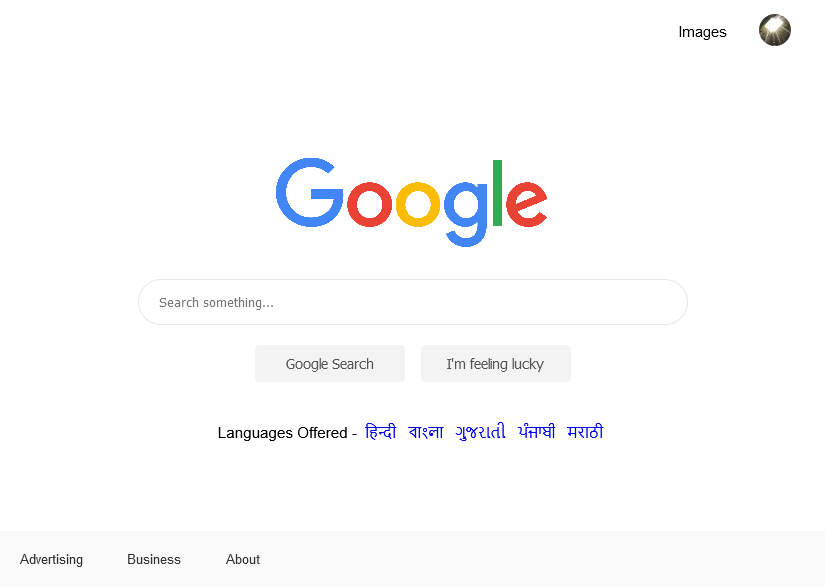 Images
Google
Search something...
Google Search I'm feeling lucky
Languages Offered - हिन्दी বাংলা ગુજરાતી ਪੰਜਾਬੀ मराठी
Advertising Business About